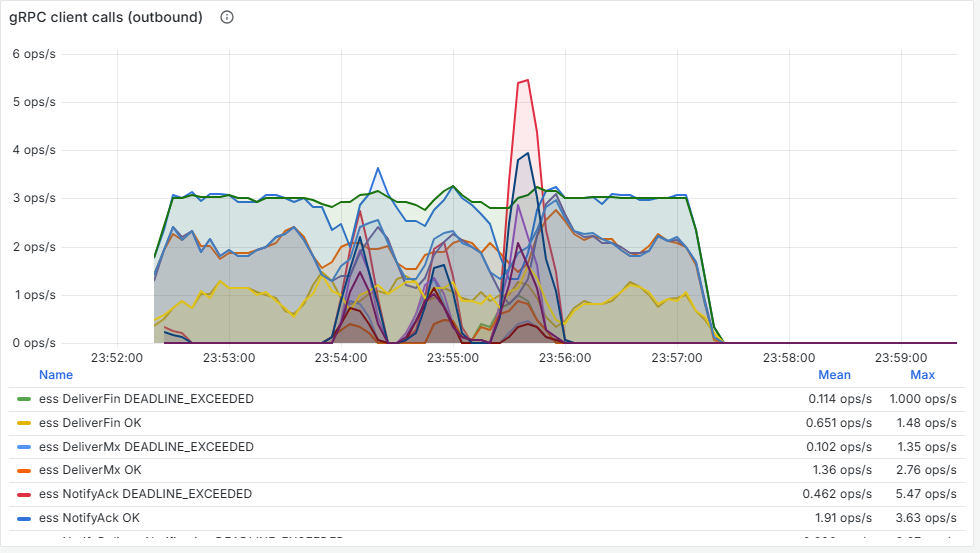 gRPC client calls (outbound)
6 ops/s
5 ops/s
4 ops/s
3 ops/s
2 ops/s
1 ops/s
0 ops/s
23:52:00 23:53:00 23:54:00 23:55:00 23:56:00 23:57:00 23:58:00 23:59:00
Name Mean Max
ess DeliverFin DEADLINE_EXCEEDED 0.114 ops/s 1.000 ops/s
ess DeliverFin OK 0.651 ops/s 1.48 ops/s
ess DeliverMx DEADLINE_EXCEEDED 0.102 ops/s 1.35 ops/s
ess DeliverMx OK 1.36 ops/s 2.76 ops/s
ess NotifyAck DEADLINE_EXCEEDED 0.462 ops/s 5.47 ops/s
ess NotifyAck OK 1.91 ops/s 3.63 ops/s